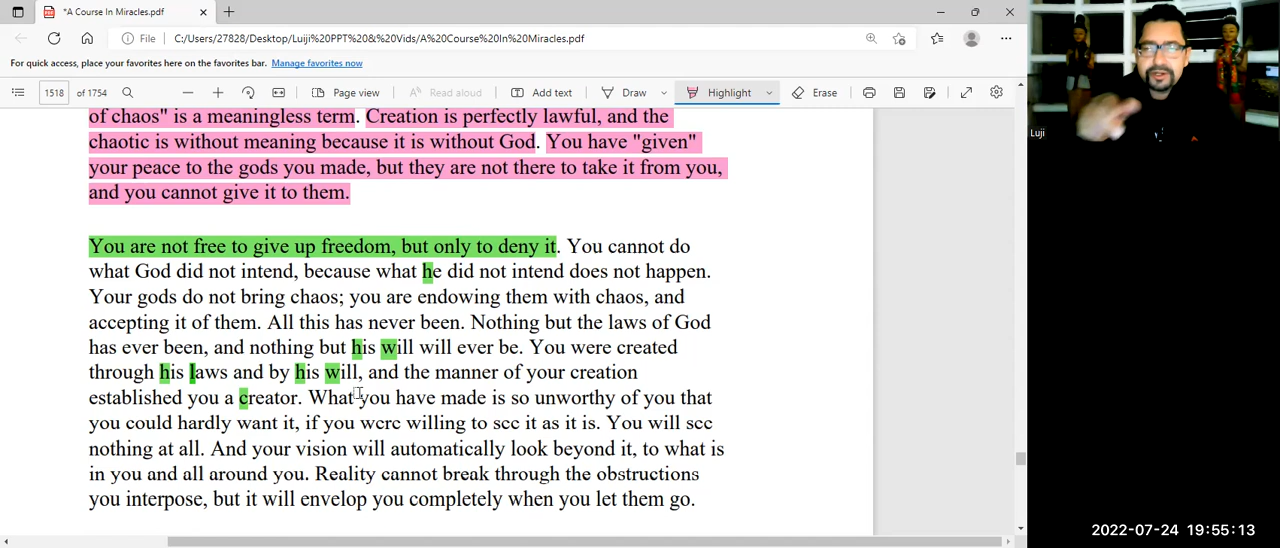 *A Course In Miracles.pdf
File
C:/Users/27828/Desktop/Luiji%20PPT%20&%20Vids/A%20Course%20In%20Miracles.pdf
For quick access, place your favorites here on the favorites bar. Manage favorites now
1518 of 1754
Page view
Read aloud
Add text
Draw
Highlight
Erase
of chaos" is a meaningless term. Creation is perfectly lawful, and the
chaotic is without meaning because it is without God. You have "given"
your peace to the gods you made, but they are not there to take it from you,
and you cannot give it to them.
You are not free to give up freedom, but only to deny it. You cannot do
what God did not intend, because what he did not intend does not happen.
Your gods do not bring chaos; you are endowing them with chaos, and
accepting it of them. All this has never been. Nothing but the laws of God
has ever been, and nothing but his will will ever be. You were created
through his laws and by his will, and the manner of your creation
established you a creator. What you have made is so unworthy of you that
you could hardly want it, if you were willing to see it as it is. You will see
nothing at all. And your vision will automatically look beyond it, to what is
in you and all around you. Reality cannot break through the obstructions
you interpose, but it will envelop you completely when you let them go.
Luji
2022-07-24 19:55:13